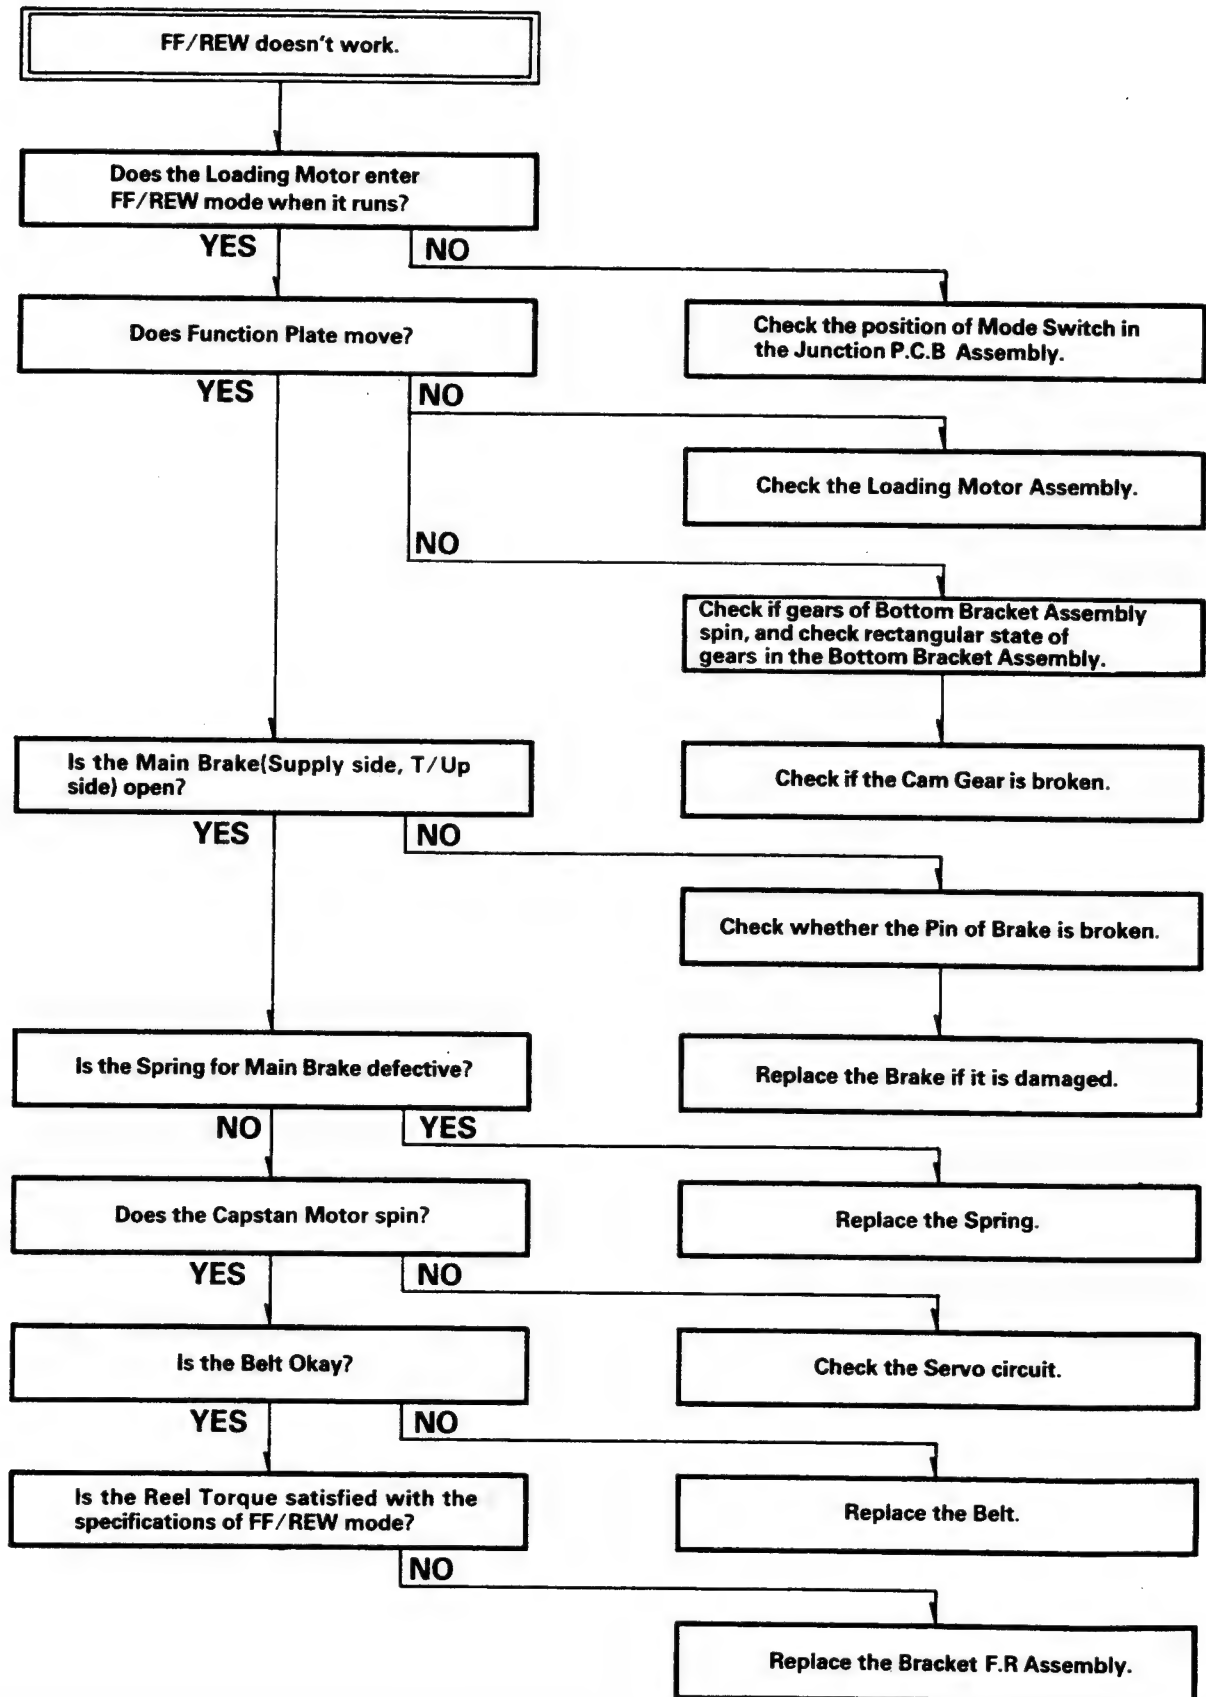 FF/REW doesn't work.
Does the Loading Motor enter
FF/REW mode when it runs?
YES
NO
Does Function Plate move?
Check the position of Mode Switch in
the Junction P.C.B Assembly.
YES
NO
Check the Loading Motor Assembly.
NO
Check if gears of Bottom Bracket Assembly
spin, and check rectangular state of
gears in the Bottom Bracket Assembly.
Is the Main Brake(Supply side, T/Up
side) open?
Check if the Cam Gear is broken.
YES
NO
Check whether the Pin of Brake is broken.
Is the Spring for Main Brake defective?
Replace the Brake if it is damaged.
NO
YES
Does the Capstan Motor spin?
Replace the Spring.
YES
NO
Is the Belt Okay?
Check the Servo circuit.
YES
NO
Is the Reel Torque satisfied with the
specifications of FF/REW mode?
Replace the Belt.
NO
Replace the Bracket F.R Assembly.